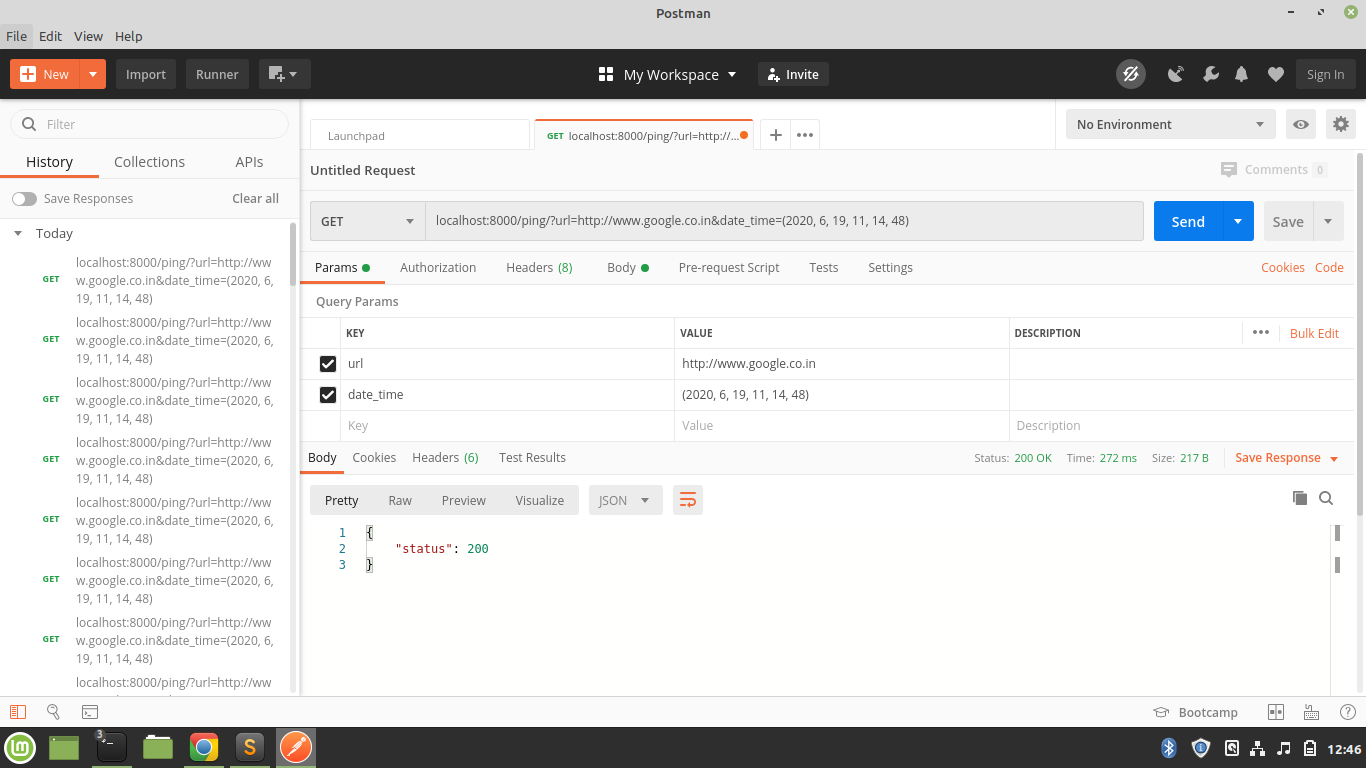 Postman
File Edit View Help
New Import Runner My Workspace Invite Sign In
Filter
History Collections APIs
Save Responses Clear all
Today
GET localhost:8000/ping/?url=http://ww
w.google.co.in&date_time=(2020, 6,
19, 11, 14, 48)
GET localhost:8000/ping/?url=http://ww
w.google.co.in&date_time=(2020, 6,
19, 11, 14, 48)
GET localhost:8000/ping/?url=http://ww
w.google.co.in&date_time=(2020, 6,
19, 11, 14, 48)
GET localhost:8000/ping/?url=http://ww
w.google.co.in&date_time=(2020, 6,
19, 11, 14, 48)
GET localhost:8000/ping/?url=http://ww
w.google.co.in&date_time=(2020, 6,
19, 11, 14, 48)
GET localhost:8000/ping/?url=http://ww
w.google.co.in&date_time=(2020, 6,
19, 11, 14, 48)
GET localhost:8000/ping/?url=http://ww
w.google.co.in&date_time=(2020, 6,
19, 11, 14, 48)
localhost:8000/ping/?url=http://ww
Launchpad GET localhost:8000/ping/?url=http://... No Environment
Untitled Request Comments 0
GET localhost:8000/ping/?url=http://www.google.co.in&date_time=(2020, 6, 19, 11, 14, 48) Send Save
Params Authorization Headers (8) Body Pre-request Script Tests Settings Cookies Code
Query Params
KEY VALUE DESCRIPTION Bulk Edit
url http://www.google.co.in
date_time (2020, 6, 19, 11, 14, 48)
Key Value Description
Body Cookies Headers (6) Test Results Status: 200 OK Time: 272 ms Size: 217 B Save Response
Pretty Raw Preview Visualize JSON
1 {
2 "status": 200
3 }
Bootcamp
3 12:46